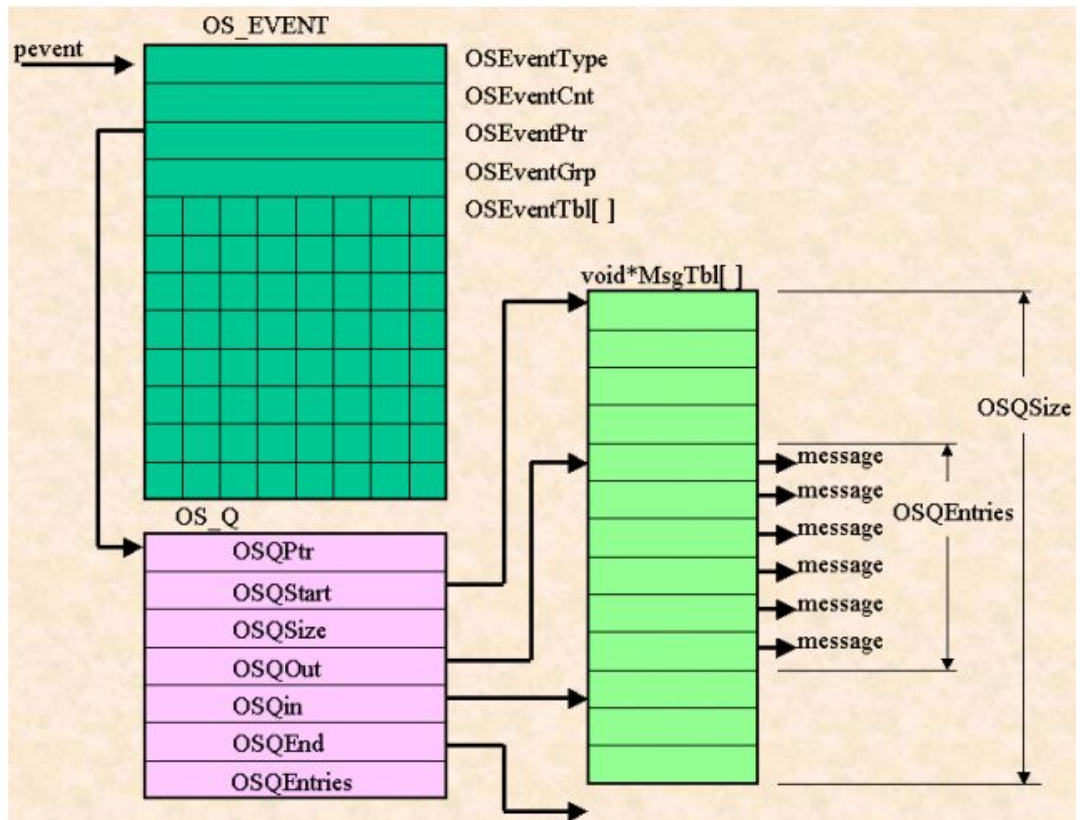 OS_EVENT
pevent
OSEventType
OSEventCnt
OSEventPtr
OSEventGrp
OSEventTbl[ ]
void*MsgTbl[ ]
OSQSize
message
message
message
message
message
message
OSQEntries
OS_Q
OSQPtr
OSQStart
OSQSize
OSQOut
OSQin
OSQEnd
OSQEntries